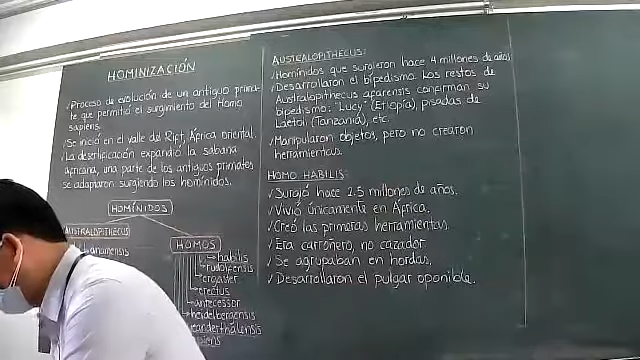 HOMINIZACIÓN
✓Proceso de evolución de un antiguo prima-
te que permitió el surgimiento del Homo
sapiens.
✓Se inició en el valle del Rift, África oriental.
✓La desertificación expandió la sabana
africana, una parte de los antiguos primates
se adaptaron surgiendo los homínidos.
HOMÍNIDOS
AUSTRALOPITHECUS
anamensis
HOMOS
habilis
rudolfensis
ergaster
erectus
antecessor
heidelbergensis
neanderthalensis
sapiens
AUSTRALOPITHECUS:
✓Homínidos que surgieron hace 4 millones de años
✓Desarrollaron el bipedismo. Los restos de
Australopithecus afarensis confirman su
bipedismo: "Lucy" (Etiopía), pisadas de
Laetoli (Tanzania), etc.
✓Manipularon objetos, pero no crearon
herramientas.
HOMO HABILIS:
✓Surgió hace 2.5 millones de años.
✓Vivió únicamente en África.
✓Creó las primeras herramientas.
✓Era carroñero, no cazador
✓Se agrupaban en hordas,
✓Desarrollaron el pulgar oponible.